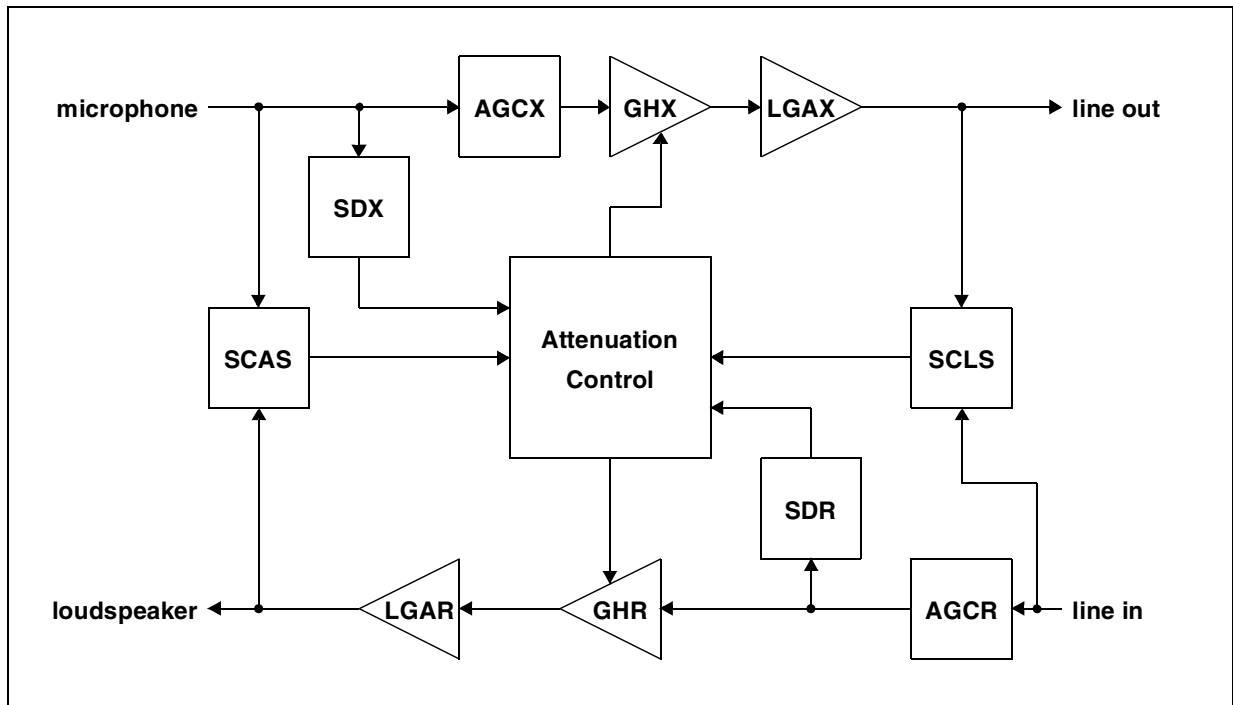 microphone
AGCX
GHX
LGAX
line out
SDX
SCAS
Attenuation
Control
SCLS
SDR
loudspeaker
LGAR
GHR
AGCR
line in